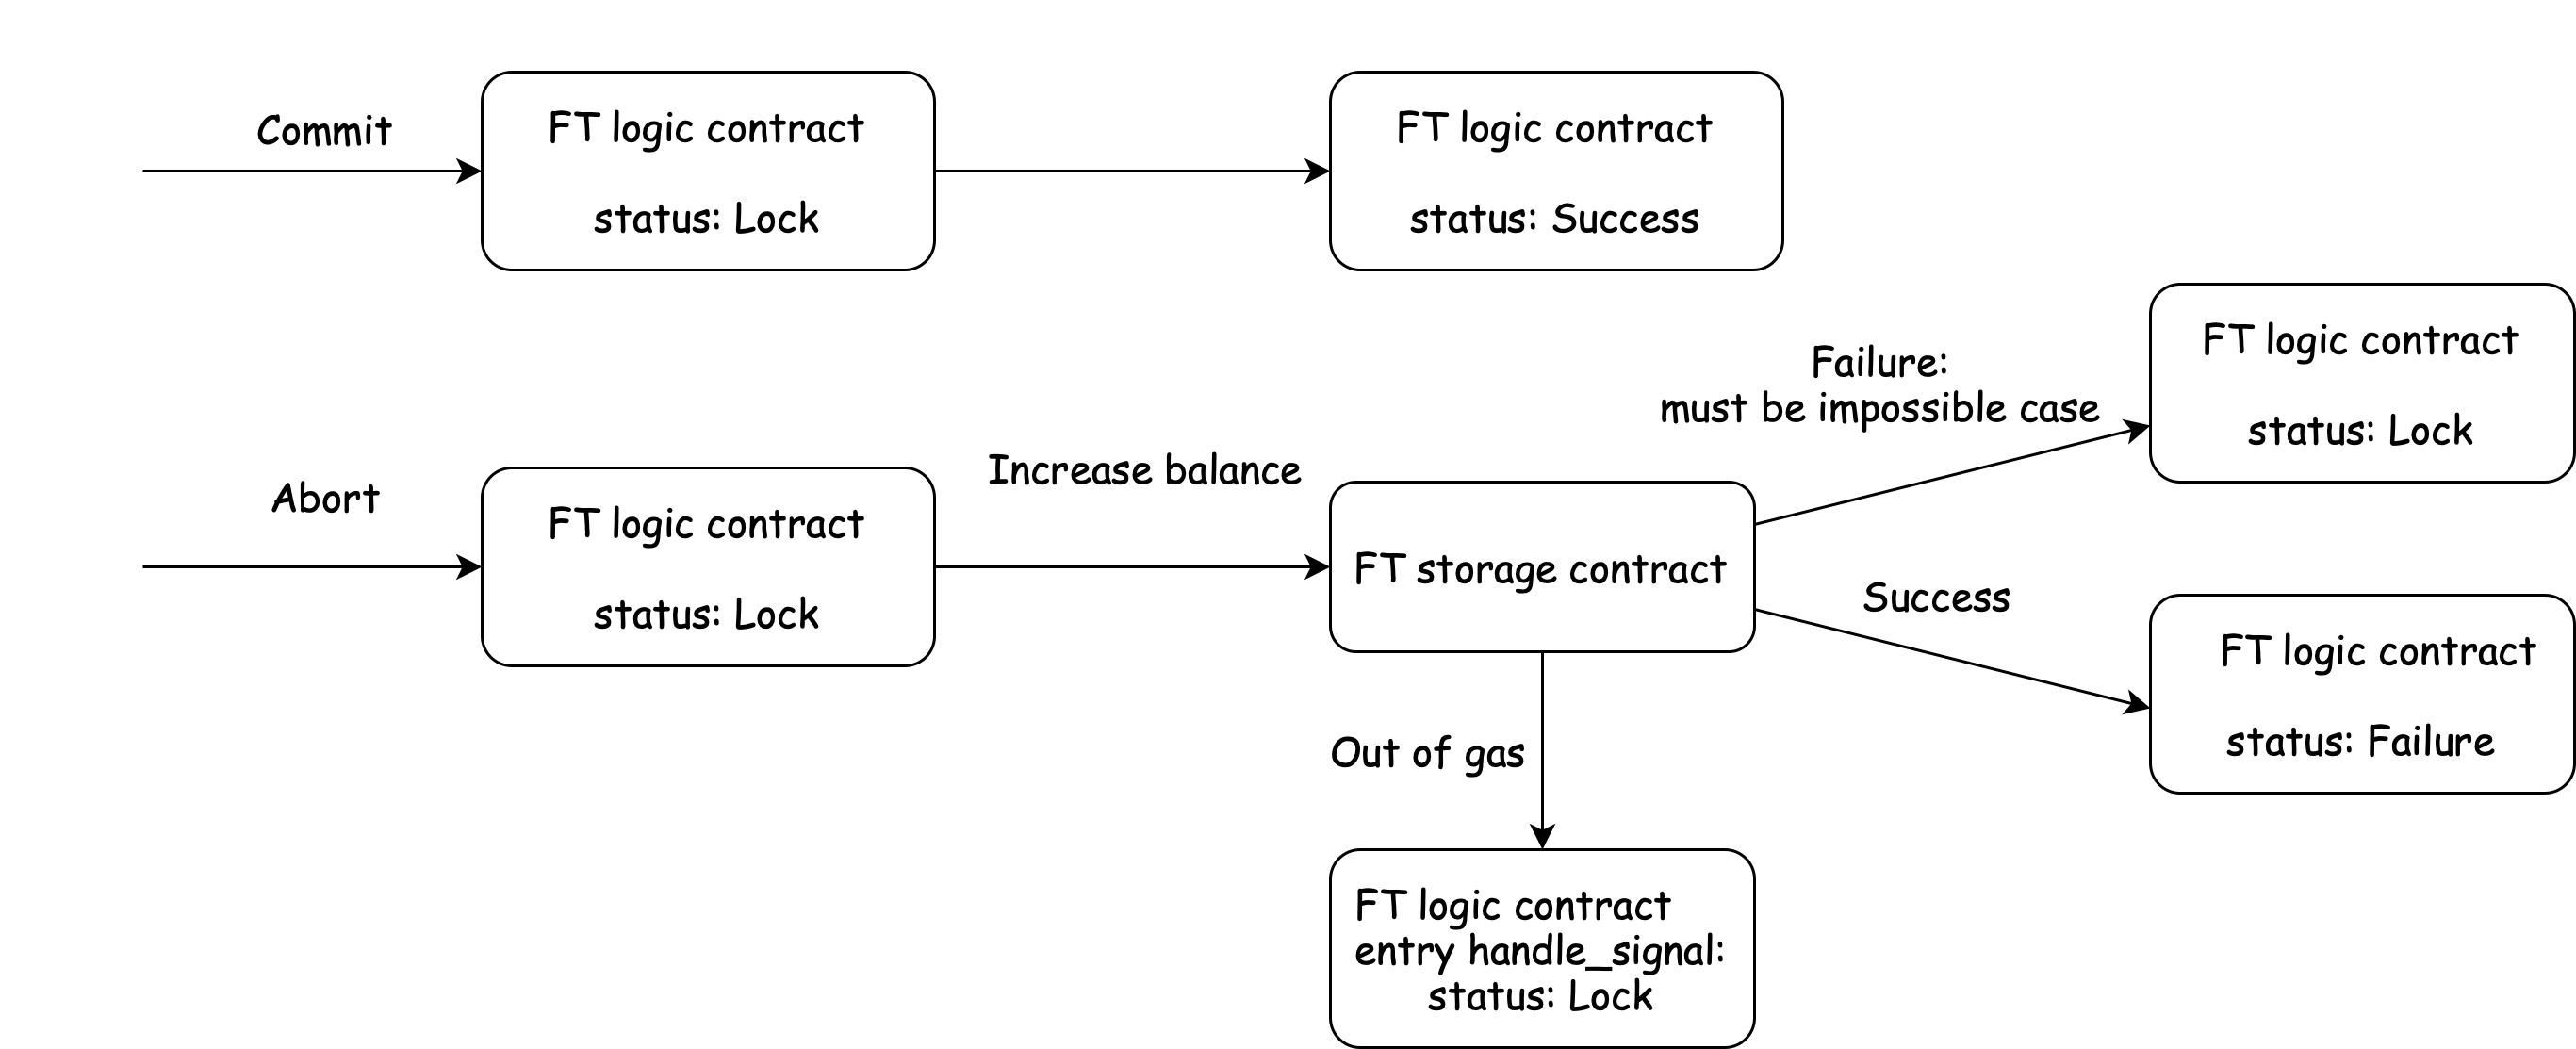 Commit
FT logic contract
status: Lock
FT logic contract
status: Success
Abort
FT logic contract
status: Lock
Increase balance
FT storage contract
Failure:
must be impossible case
FT logic contract
status: Lock
Success
FT logic contract
status: Failure
Out of gas
FT logic contract
entry handle_signal:
status: Lock